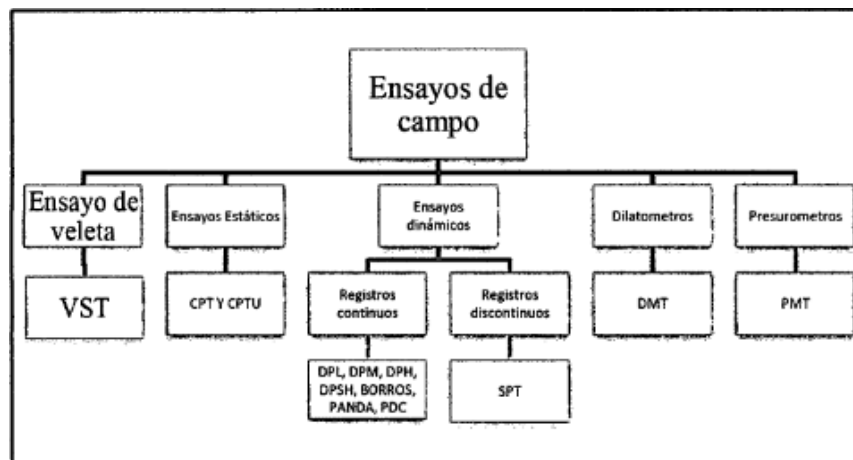 Ensayos de
campo
Ensayo de
veleta
Ensayos Estáticos
Ensayos
dinámicos
Dilatometros
Presurometros
VST
CPT Y CPTU
Registros
continuos
Registros
discontinuos
DMT
PMT
DPL, DPM, DPH,
DPSH, BORROS,
PANDA, PDC
SPT